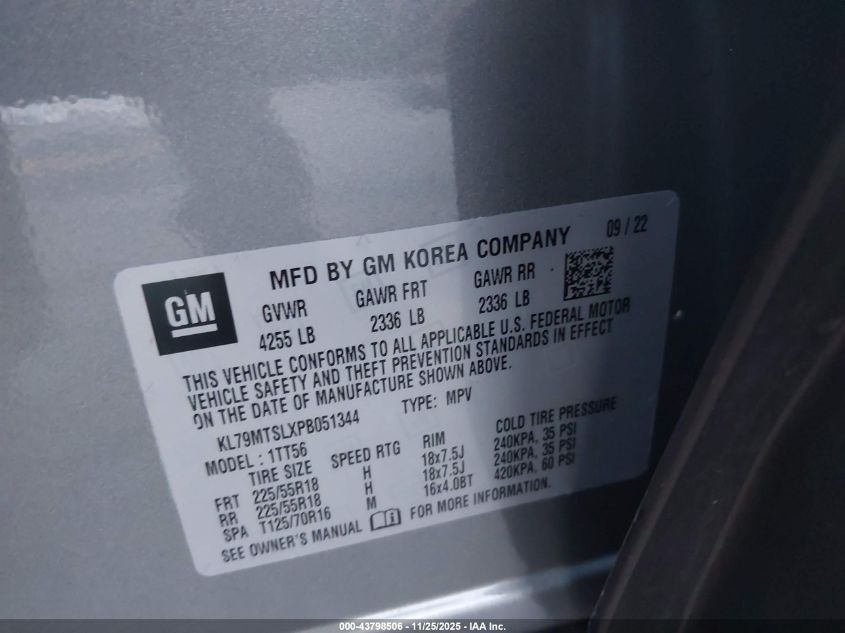 GM
MFD BY GM KOREA COMPANY 09 / 22
GVWR GAWR FRT GAWR RR
4255 LB 2336 LB 2336 LB
THIS VEHICLE CONFORMS TO ALL APPLICABLE U.S. FEDERAL MOTOR
VEHICLE SAFETY AND THEFT PREVENTION STANDARDS IN EFFECT
ON THE DATE OF MANUFACTURE SHOWN ABOVE.
KL79MTSLXPB051344 TYPE: MPV
MODEL : 1TT56
TIRE SIZE SPEED RTG RIM COLD TIRE PRESSURE
FRT 225/55R18 H 18x7.5J 240KPA, 35 PSI
RR 225/55R18 H 18x7.5J 240KPA, 35 PSI
SPA T125/70R16 M 16x4.0BT 420KPA, 60 PSI
SEE OWNER'S MANUAL FOR MORE INFORMATION.
000-43798506 - 11/25/2025 - IAA Inc.